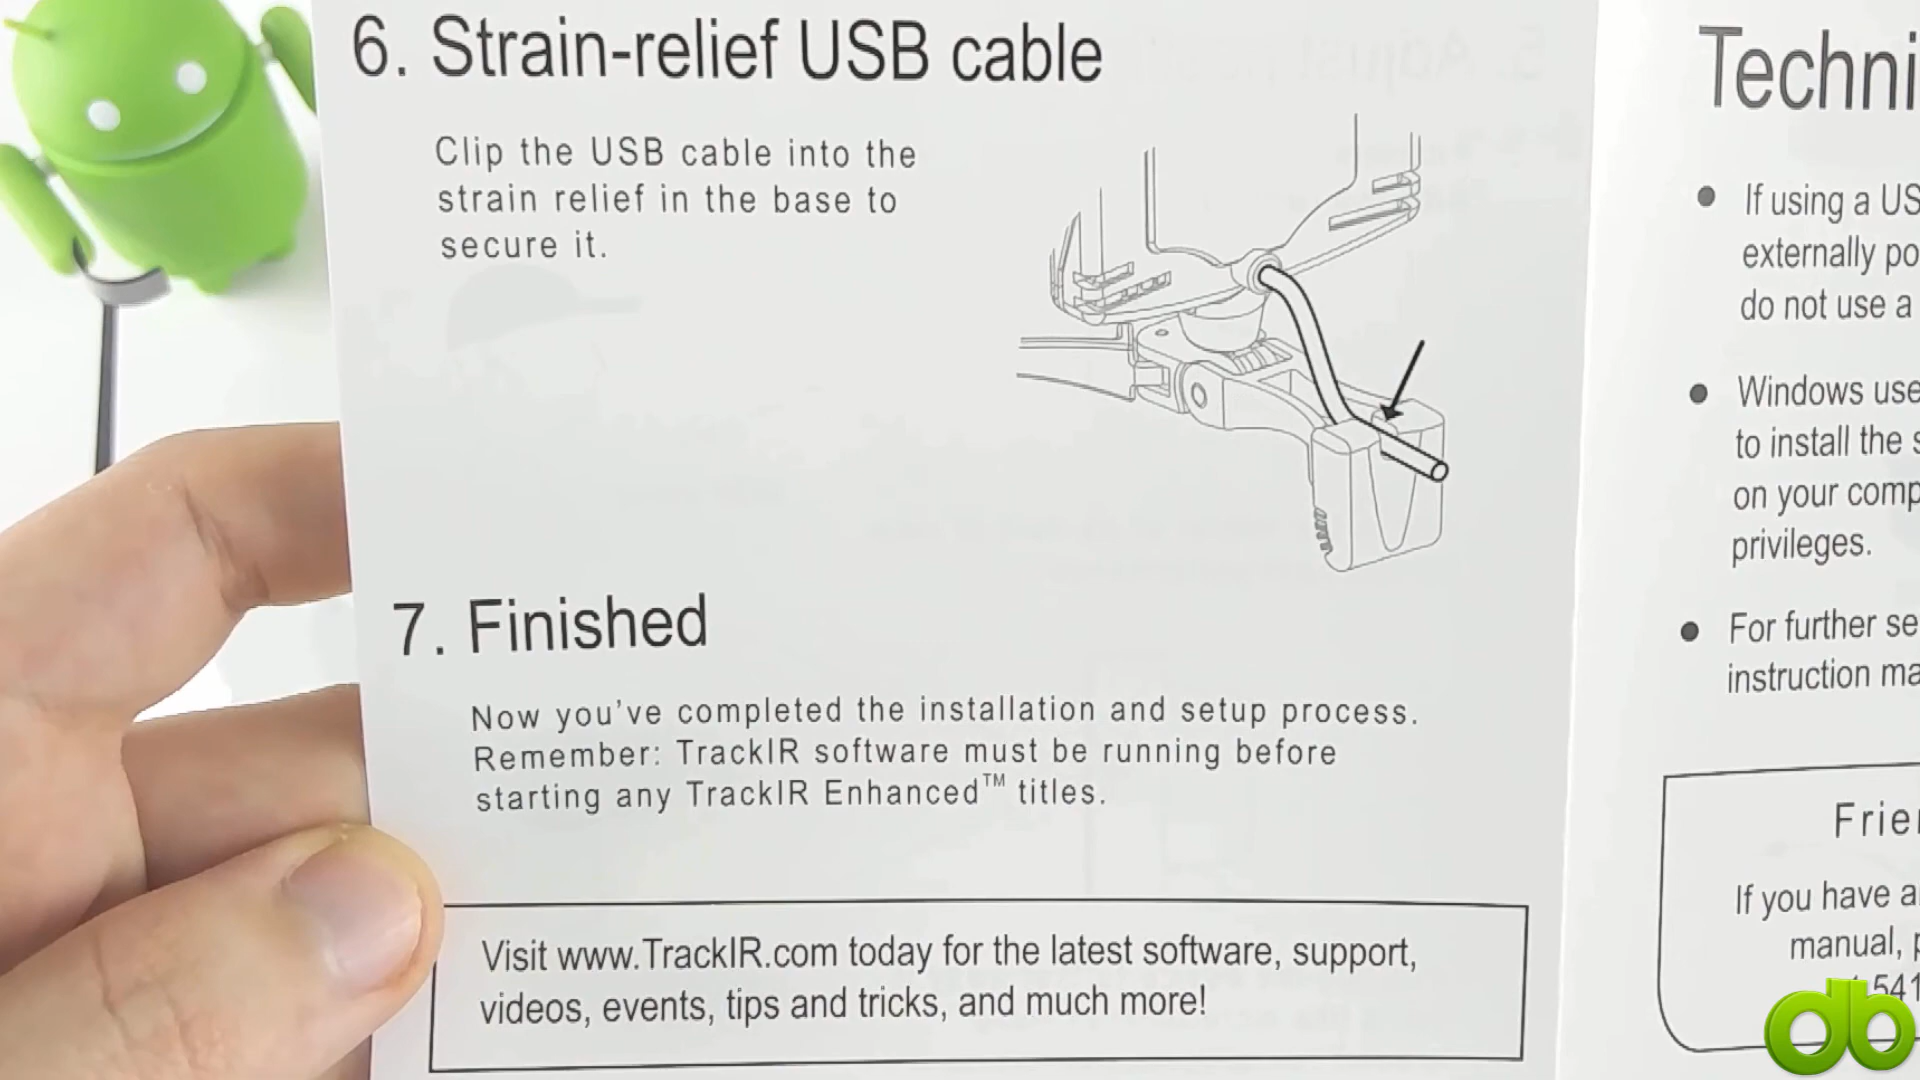 6. Strain-relief USB cable
Clip the USB cable into the
strain relief in the base to
secure it.
7. Finished
Now you've completed the installation and setup process.
Remember: TrackIR software must be running before
starting any TrackIR Enhanced™ titles.
Visit www.TrackIR.com today for the latest software, support,
videos, events, tips and tricks, and much more!
Techni
• If using a US
externally po
do not use a
• Windows use
to install the s
on your comp
privileges.
• For further se
instruction ma
Frie
If you have a
manual, p
541
db